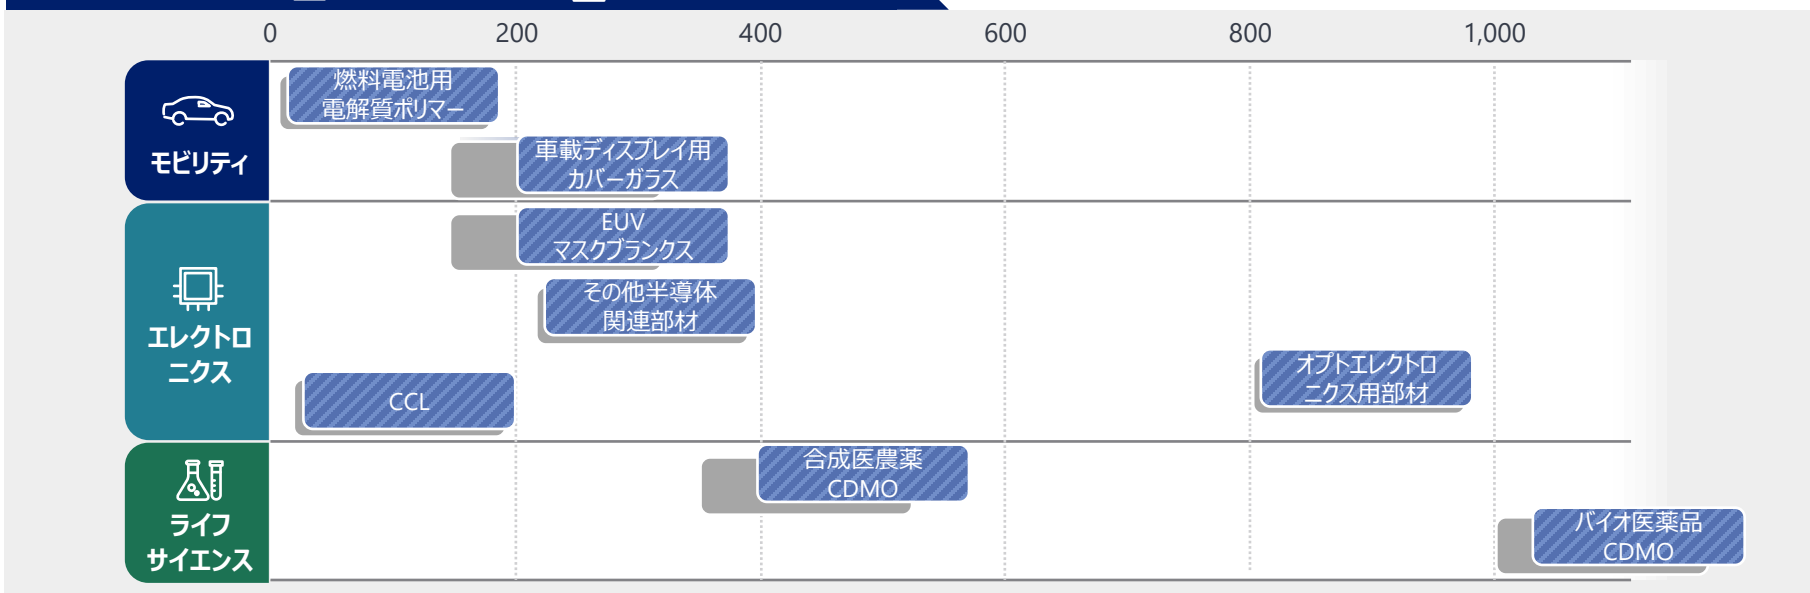 0 200 400 600 800 1,000
モビリティ
燃料電池用
電解質ポリマー
車載ディスプレイ用
カバーガラス
エレクトロ
ニクス
EUV
マスクブランクス
その他半導体
関連部材
オプトエレクトロ
ニクス用部材
CCL
ライフ
サイエンス
合成医農薬
CDMO
バイオ医薬品
CDMO